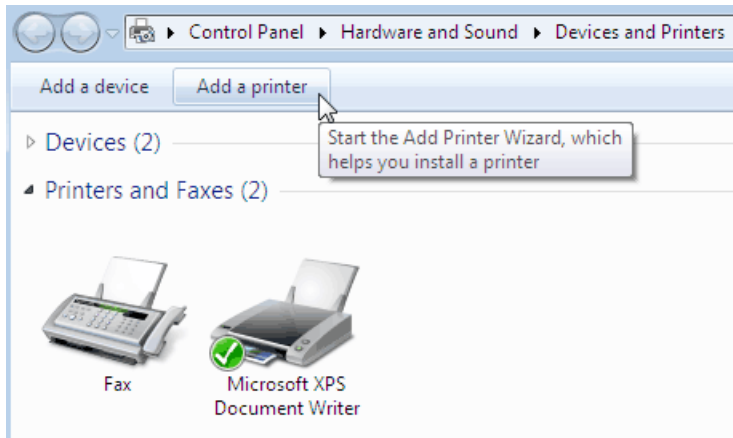 Control Panel Hardware and Sound Devices and Printers
Add a device Add a printer
Start the Add Printer Wizard, which
helps you install a printer
Devices (2)
Printers and Faxes (2)
Fax
Microsoft XPS
Document Writer